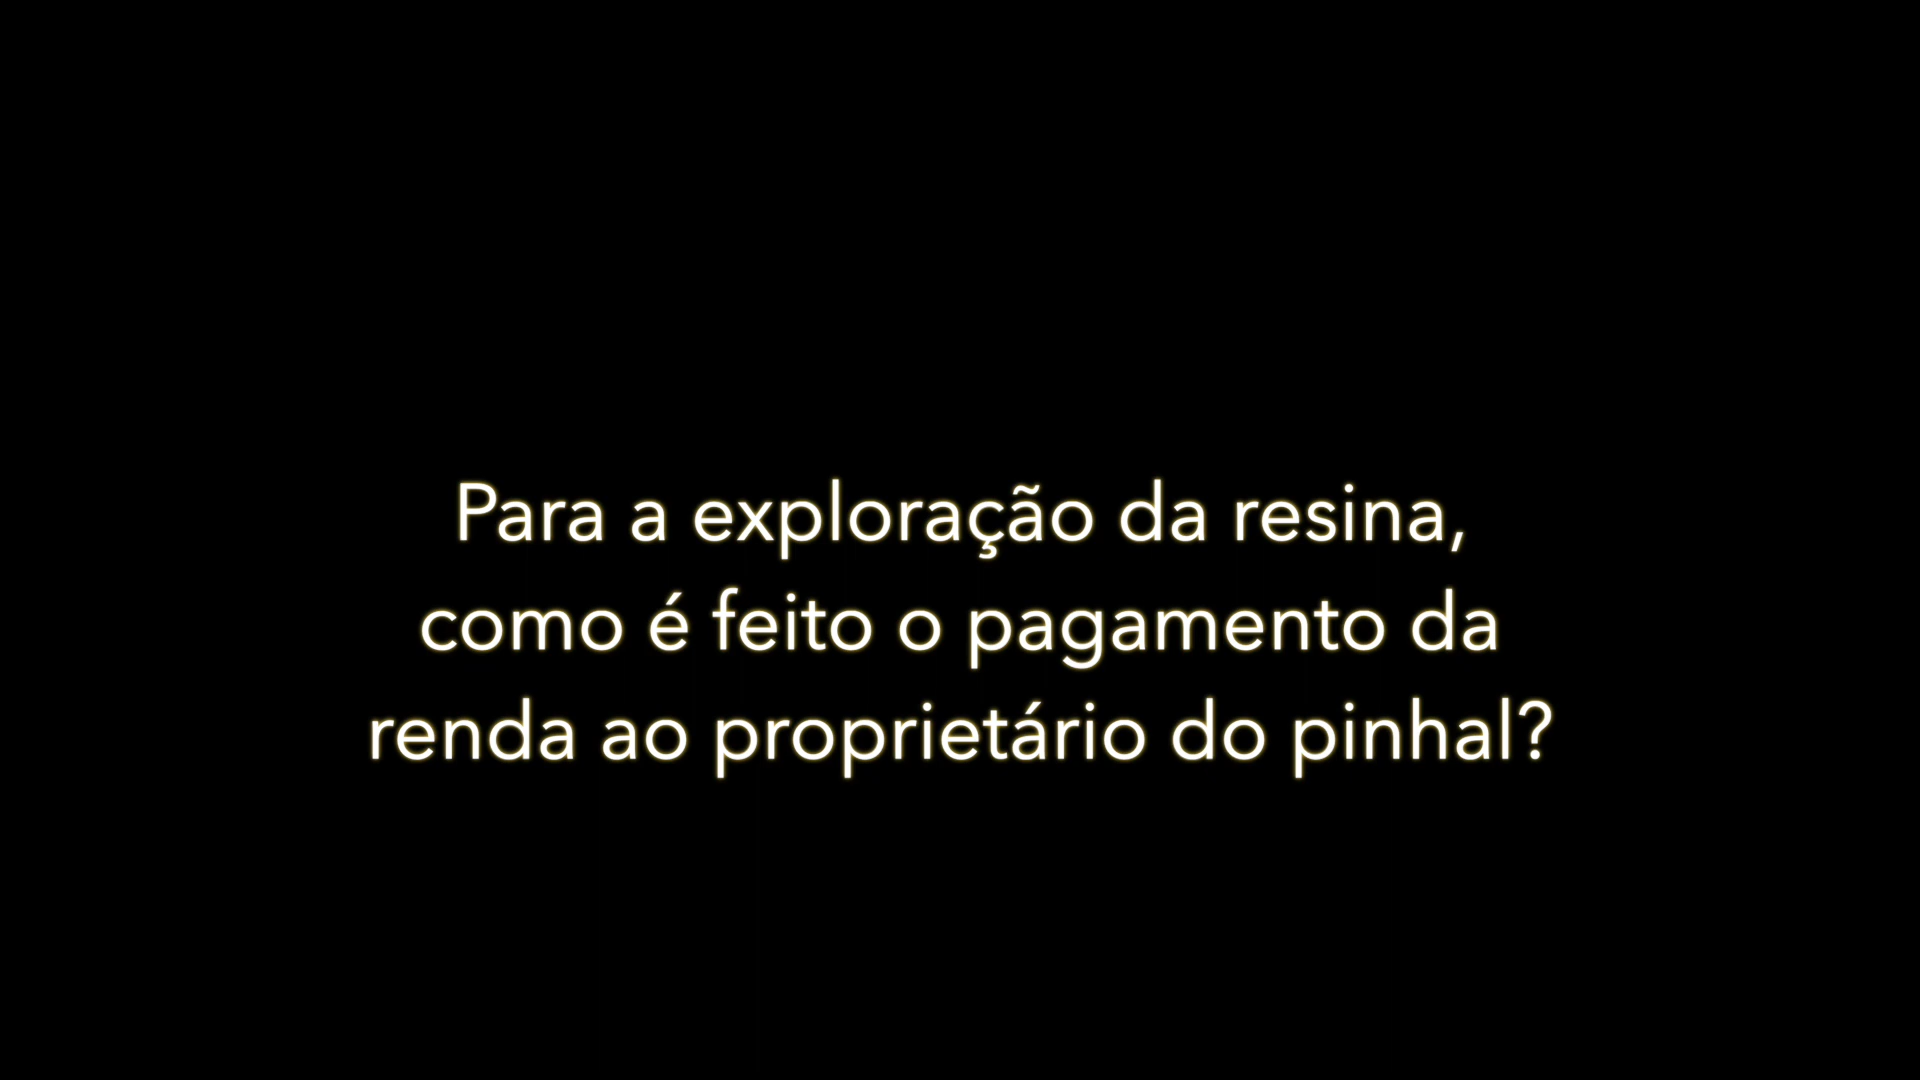 Para a exploração da resina,
como é feito o pagamento da
renda ao proprietário do pinhal?